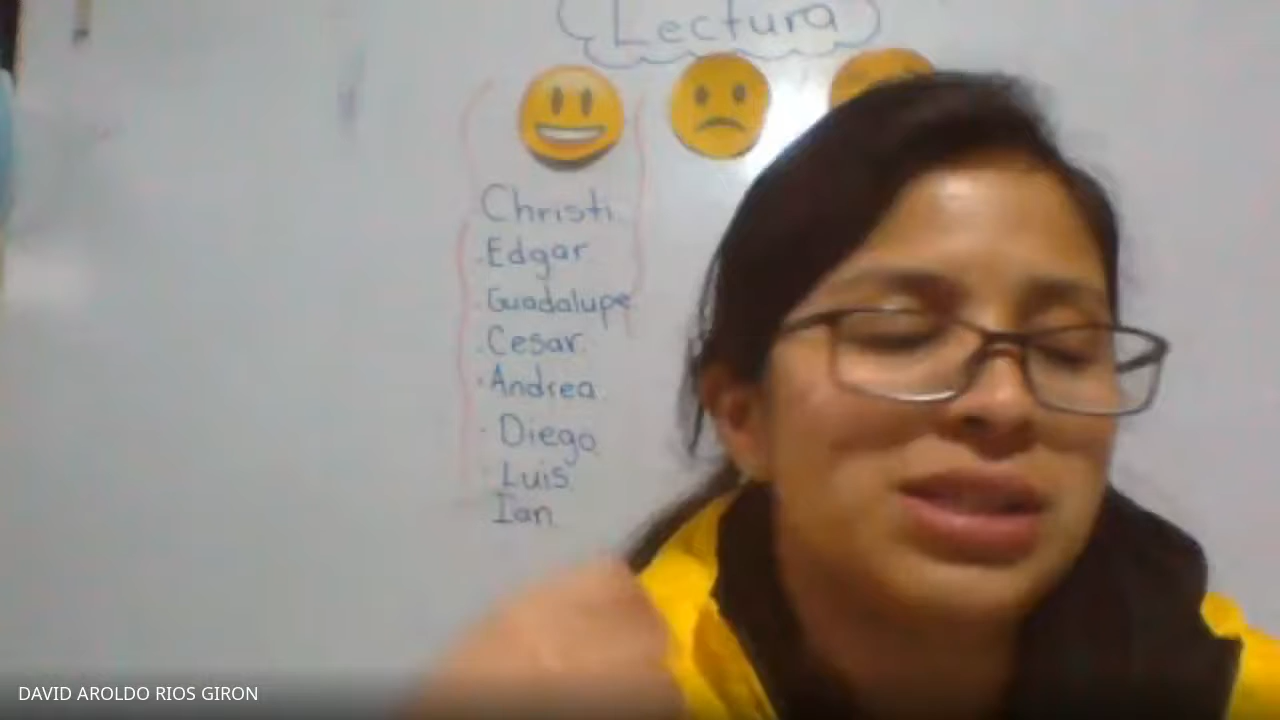 Lectura
Christi
·Edgar
·Guadalupe
·Cesar
·Andrea
·Diego
·Luis
Ian
DAVID AROLDO RIOS GIRON